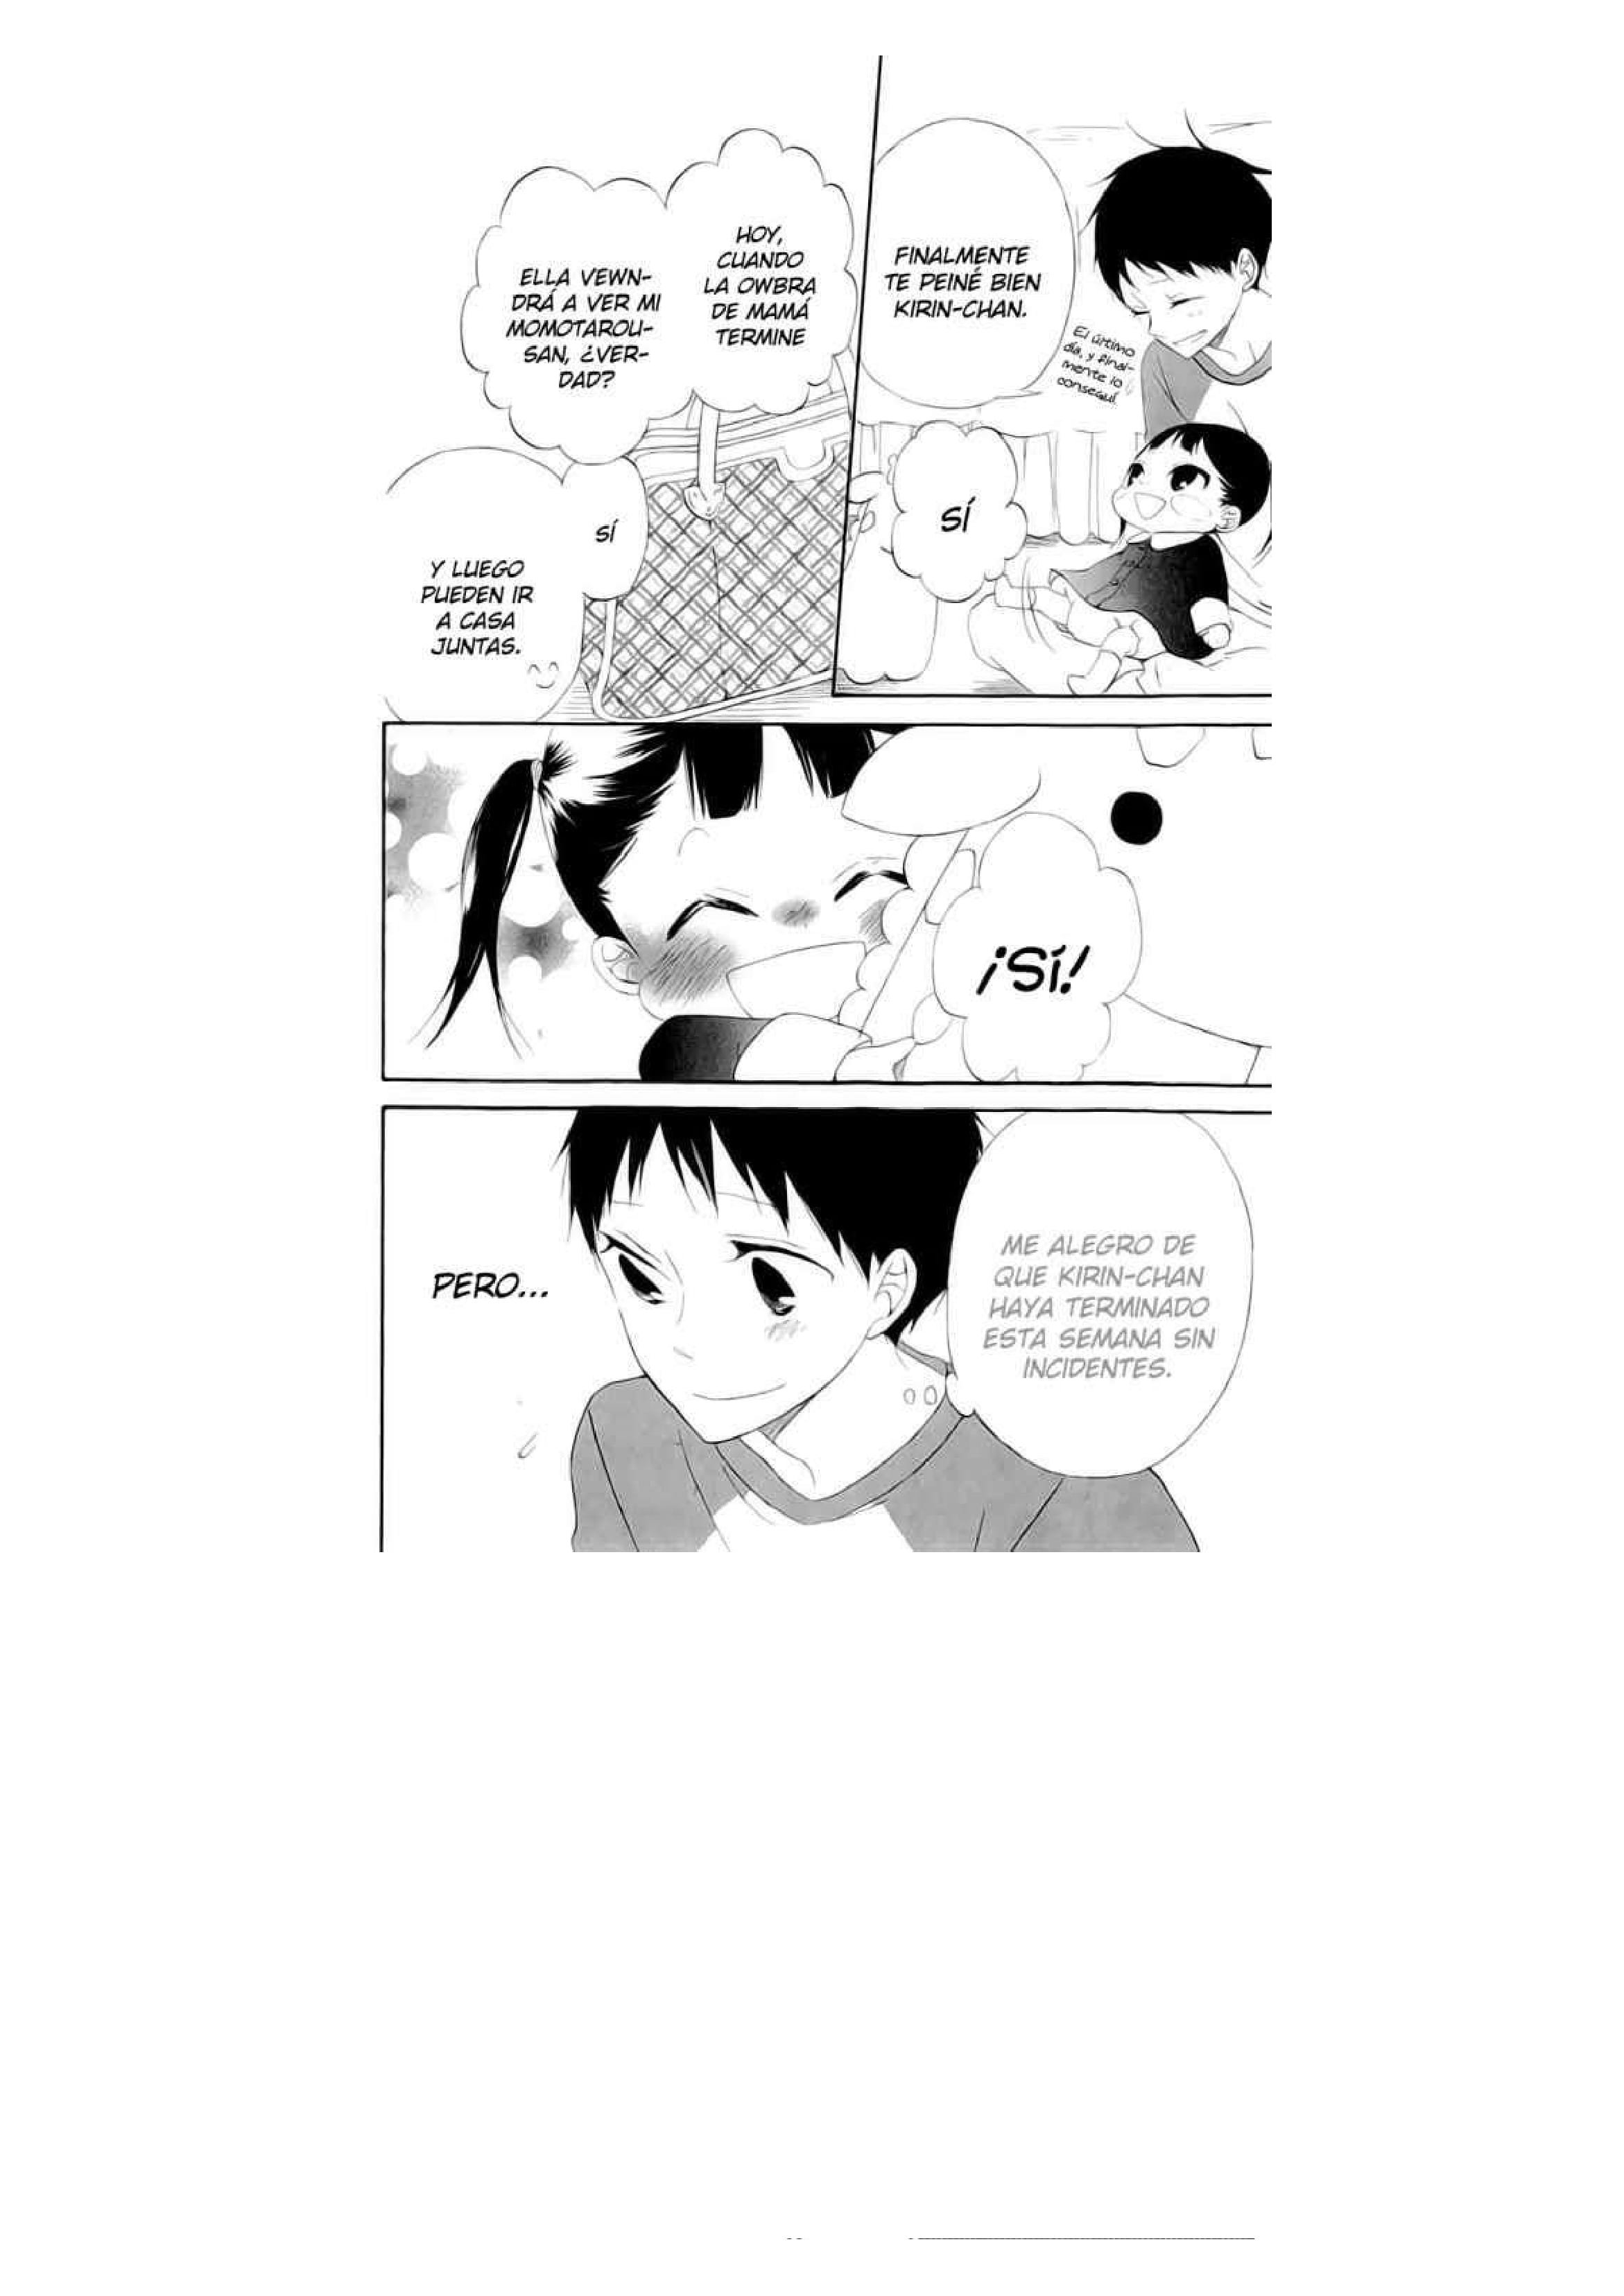 FINALMENTE
TE PEINÉ BIEN
KIRIN-CHAN.
El último
día, y final-
mente lo
conseguí.
SÍ
HOY,
CUANDO
LA OWBRA
DE MAMÁ
TERMINE
ELLA VEWN-
DRÁ A VER MI
MOMOTAROU-
SAN, ¿VER-
DAD?
SÍ
Y LUEGO
PUEDEN IR
A CASA
JUNTAS.
¡SÍ!
ME ALEGRO DE
QUE KIRIN-CHAN
HAYA TERMINADO
ESTA SEMANA SIN
INCIDENTES.
PERO...